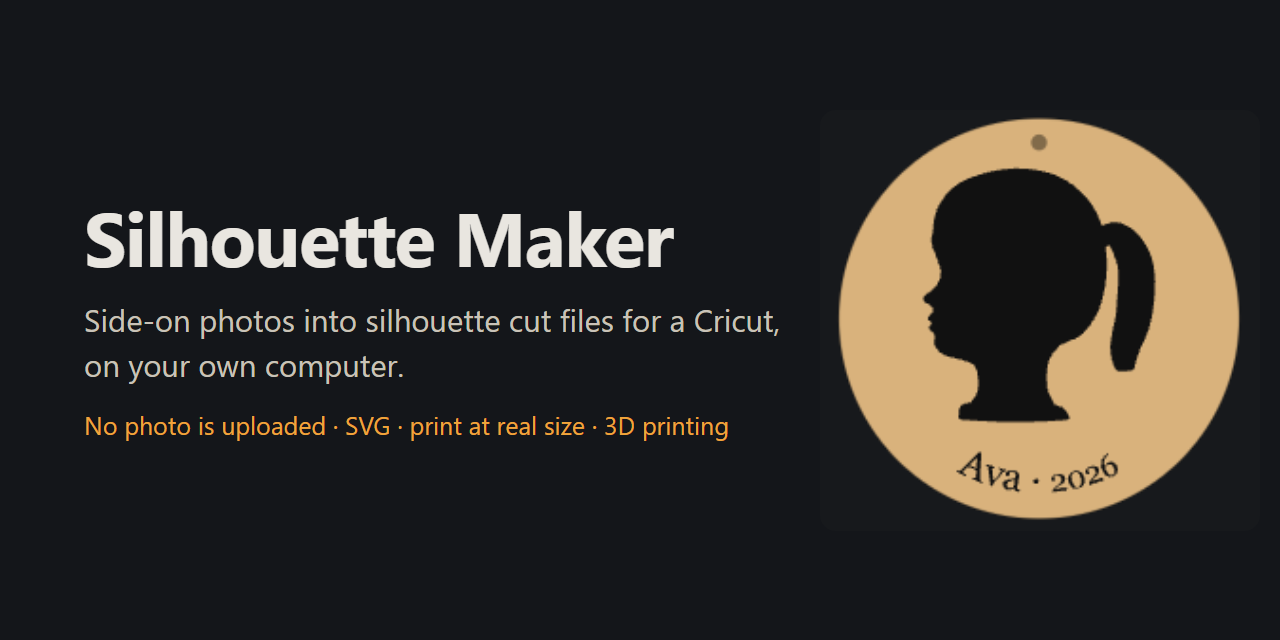 Silhouette Maker
Side-on photos into silhouette cut files for a Cricut,
on your own computer.
No photo is uploaded · SVG · print at real size · 3D printing
Ava · 2026